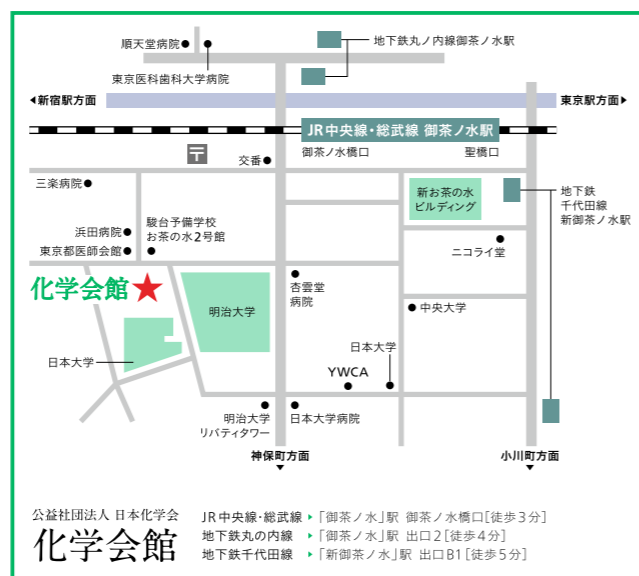 順天堂病院
地下鉄丸ノ内線御茶ノ水駅
東京医科歯科大学病院
新宿駅方面
東京駅方面
JR中央線・総武線 御茶ノ水駅
御茶ノ水橋口
聖橋口
交番
三楽病院
新お茶の水
ビルディング
地下鉄
千代田線
新御茶ノ水駅
浜田病院
駿台予備学校
お茶の水2号館
東京都医師会館
ニコライ堂
化学会館
杏雲堂
病院
明治大学
中央大学
日本大学
日本大学
YWCA
明治大学
リバティタワー
日本大学病院
神保町方面
小川町方面
公益社団法人 日本化学会
化学会館
JR中央線・総武線 ▸「御茶ノ水」駅 御茶ノ水橋口[徒歩3分]
地下鉄丸の内線 ▸「御茶ノ水」駅 出口2[徒歩4分]
地下鉄千代田線 ▸「新御茶ノ水」駅 出口B1[徒歩5分]